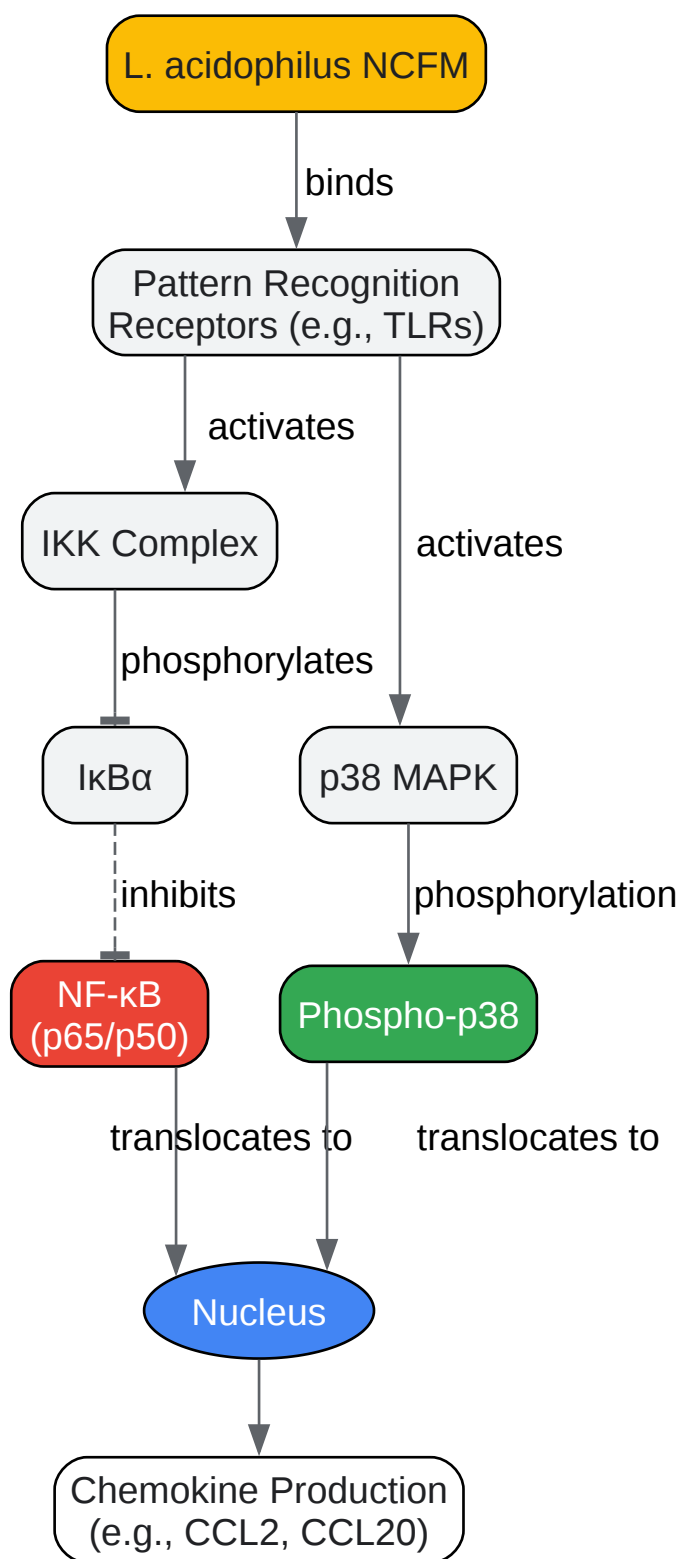 L. acidophilus NCFM
binds
Pattern Recognition
Receptors (e.g., TLRs)
activates
IKK Complex
activates
phosphorylates
IκBα
p38 MAPK
inhibits
phosphorylation
NF-κB
(p65/p50)
Phospho-p38
translocates to
translocates to
Nucleus
Chemokine Production
(e.g., CCL2, CCL20)